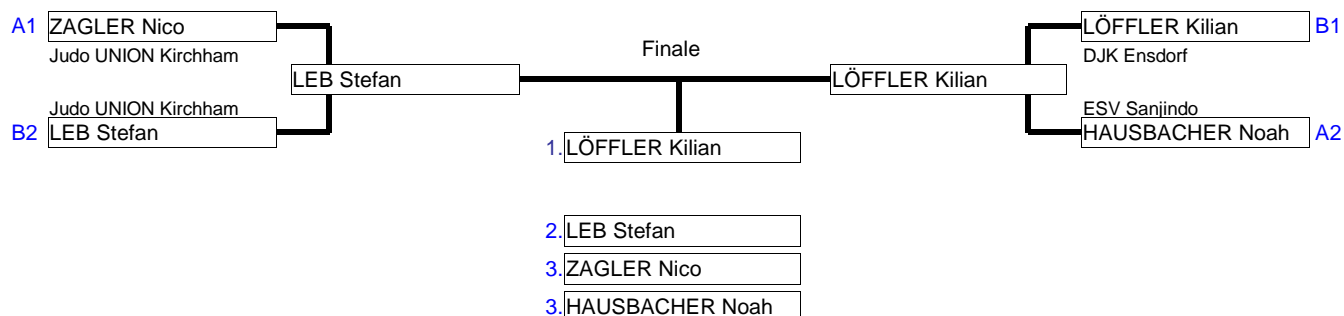 A1 ZAGLER Nico
Judo UNION Kirchham
LÖFFLER Kilian B1
DJK Ensdorf
Finale
LEB Stefan
LÖFFLER Kilian
Judo UNION Kirchham
B2 LEB Stefan
ESV Sanjindo
HAUSBACHER Noah A2
1. LÖFFLER Kilian
2. LEB Stefan
3. ZAGLER Nico
3. HAUSBACHER Noah